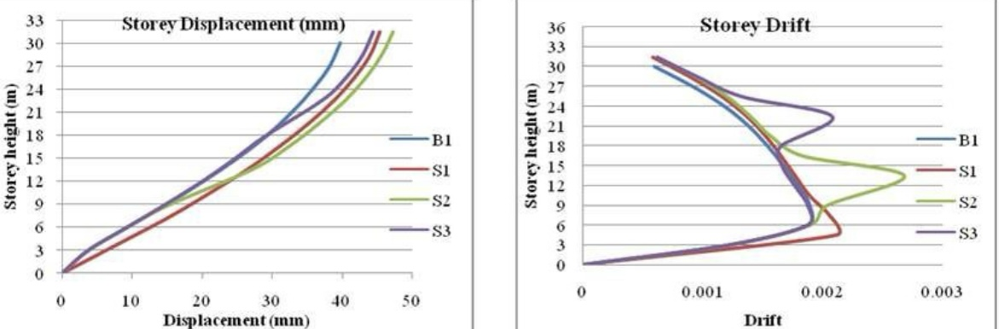 Storey Displacement (mm)
33
30
27
24
21
18
15
12
9
6
3
0
Storey height (m)
0 10 20 30 40 50
Displacement (mm)
B1
S1
S2
S3
Storey Drift
36
33
30
27
24
21
18
15
12
9
6
3
0
Storey height (m)
0 0.001 0.002 0.003
Drift
B1
S1
S2
S3